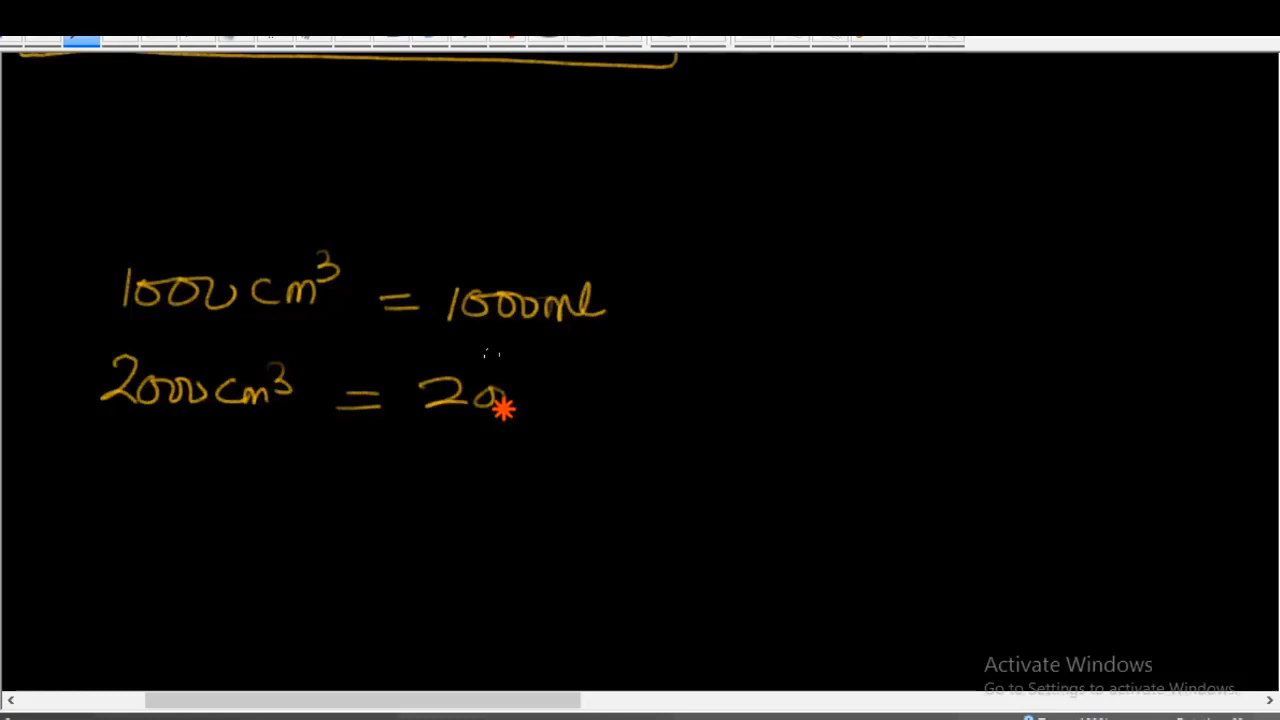 1000 cm³ = 1000ml
2000 cm³ = 20
Activate Windows
Go to Settings to activate Windows.